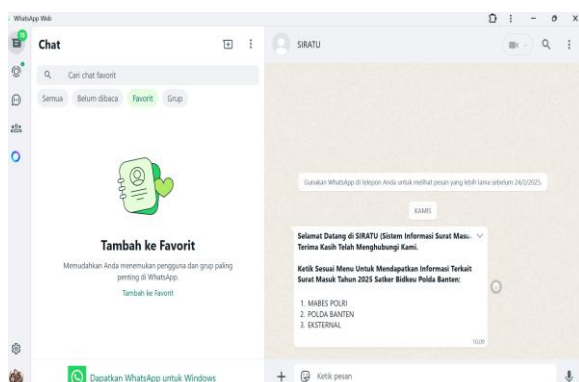 WhatsApp Web
Chat
Cari chat favorit
Semua Belum dibaca Favorit Grup
Tambah ke Favorit
Memudahkan Anda menemukan pengguna dan grup paling
penting di WhatsApp.
Tambah ke Favorit
Dapatkan WhatsApp untuk Windows
SIRATU
Gunakan WhatsApp di telepon Anda untuk melihat pesan yang lebih lama sebelum 24/2/2025.
KAMIS
Selamat Datang di SIRATU (Sistem Informasi Surat Masu..
Terima Kasih Telah Menghubungi Kami.
Ketik Sesuai Menu Untuk Mendapatkan Informasi Terkait
Surat Masuk Tahun 2025 Satker Bidkeu Polda Banten:
1. MABES POLRI
2. POLDA BANTEN
3. EKSTERNAL
10.09
Ketik pesan